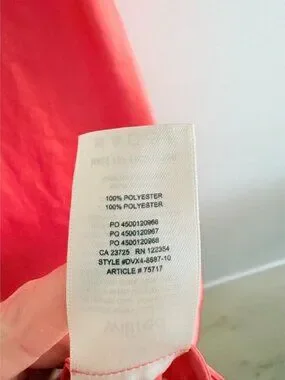 100% POLYESTER
100% POLYESTER
PO 4500120966
PO 4500120967
PO 4500120968
CA 23725 RN 122354
STYLE #DVX4-8697-10
ARTICLE # 75717